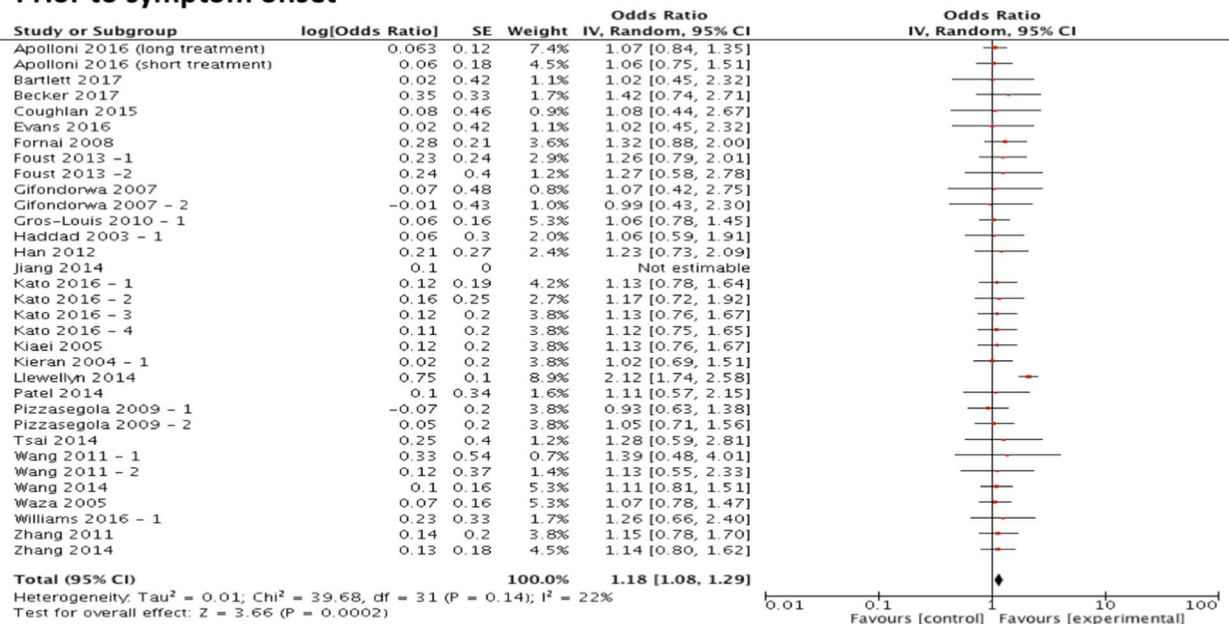 Prior to symptom onset
Odds Ratio Odds Ratio
Study or Subgroup log[Odds Ratio] SE Weight IV, Random, 95% CI IV, Random, 95% CI
Apolloni 2016 (long treatment) 0.063 0.12 7.4% 1.07 [0.84, 1.35]
Apolloni 2016 (short treatment) 0.06 0.18 4.5% 1.06 [0.75, 1.51]
Bartlett 2017 0.02 0.42 1.1% 1.02 [0.45, 2.32]
Becker 2017 0.35 0.33 1.7% 1.42 [0.74, 2.71]
Coughlan 2015 0.08 0.46 0.9% 1.08 [0.44, 2.67]
Evans 2016 0.02 0.42 1.1% 1.02 [0.45, 2.32]
Fornai 2008 0.28 0.21 3.6% 1.32 [0.88, 2.00]
Foust 2013 -1 0.23 0.24 2.9% 1.26 [0.79, 2.01]
Foust 2013 -2 0.24 0.4 1.2% 1.27 [0.58, 2.78]
Gifondorwa 2007 0.07 0.48 0.8% 1.07 [0.42, 2.75]
Gifondorwa 2007 - 2 -0.01 0.43 1.0% 0.99 [0.43, 2.30]
Gros-Louis 2010 - 1 0.06 0.16 5.3% 1.06 [0.78, 1.45]
Haddad 2003 - 1 0.06 0.3 2.0% 1.06 [0.59, 1.91]
Han 2012 0.21 0.27 2.4% 1.23 [0.73, 2.09]
Jiang 2014 0.1 0 Not estimable
Kato 2016 - 1 0.12 0.19 4.2% 1.13 [0.78, 1.64]
Kato 2016 - 2 0.16 0.25 2.7% 1.17 [0.72, 1.92]
Kato 2016 - 3 0.12 0.2 3.8% 1.13 [0.76, 1.67]
Kato 2016 - 4 0.11 0.2 3.8% 1.12 [0.75, 1.65]
Kiaei 2005 0.12 0.2 3.8% 1.13 [0.76, 1.67]
Kieran 2004 - 1 0.02 0.2 3.8% 1.02 [0.69, 1.51]
Llewellyn 2014 0.75 0.1 8.9% 2.12 [1.74, 2.58]
Patel 2014 0.1 0.34 1.6% 1.11 [0.57, 2.15]
Pizzasegola 2009 - 1 -0.07 0.2 3.8% 0.93 [0.63, 1.38]
Pizzasegola 2009 - 2 0.05 0.2 3.8% 1.05 [0.71, 1.56]
Tsai 2014 0.25 0.4 1.2% 1.28 [0.59, 2.81]
Wang 2011 - 1 0.33 0.54 0.7% 1.39 [0.48, 4.01]
Wang 2011 - 2 0.12 0.37 1.4% 1.13 [0.55, 2.33]
Wang 2014 0.1 0.16 5.3% 1.11 [0.81, 1.51]
Waza 2005 0.07 0.16 5.3% 1.07 [0.78, 1.47]
Williams 2016 - 1 0.23 0.33 1.7% 1.26 [0.66, 2.40]
Zhang 2011 0.14 0.2 3.8% 1.15 [0.78, 1.70]
Zhang 2014 0.13 0.18 4.5% 1.14 [0.80, 1.62]
Total (95% CI) 100.0% 1.18 [1.08, 1.29]
Heterogeneity: Tau² = 0.01; Chi² = 39.68, df = 31 (P = 0.14); I² = 22%
Test for overall effect: Z = 3.66 (P = 0.0002)
0.01 0.1 1 10 100
Favours [control] Favours [experimental]